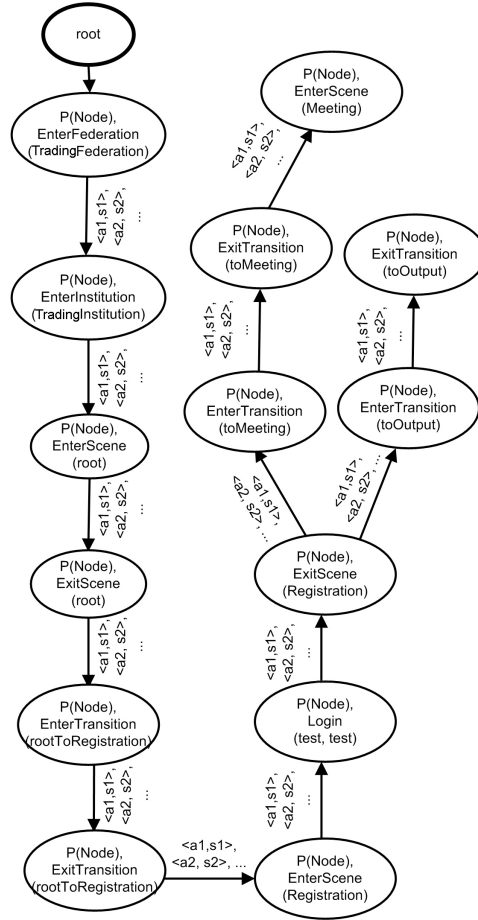 root
P(Node),
EnterFederation
(TradingFederation)
<a1,s1>,
<a2, s2>,
...
P(Node),
EnterInstitution
(TradingInstitution)
<a1,s1>,
<a2, s2>,
...
P(Node),
EnterScene
(root)
<a1,s1>,
<a2, s2>,
...
P(Node),
ExitScene
(root)
<a1,s1>,
<a2, s2>,
...
P(Node),
EnterTransition
(rootToRegistration)
<a1,s1>,
<a2, s2>,
...
P(Node),
ExitTransition
(rootToRegistration)
<a1,s1>,
<a2, s2>, ...
P(Node),
EnterScene
(Registration)
<a1,s1>,
<a2, s2>,
...
P(Node),
Login
(test, test)
<a1,s1>,
<a2, s2>,
...
P(Node),
ExitScene
(Registration)
<a1,s1>,
<a2, s2>, ...
P(Node),
EnterTransition
(toMeeting)
<a1,s1>,
<a2, s2>,
...
P(Node),
ExitTransition
(toMeeting)
<a1,s1>,
<a2, s2>,
...
P(Node),
EnterScene
(Meeting)
<a1,s1>,
<a2, s2>, ...
P(Node),
EnterTransition
(toOutput)
<a1,s1>,
<a2, s2>,
...
P(Node),
ExitTransition
(toOutput)